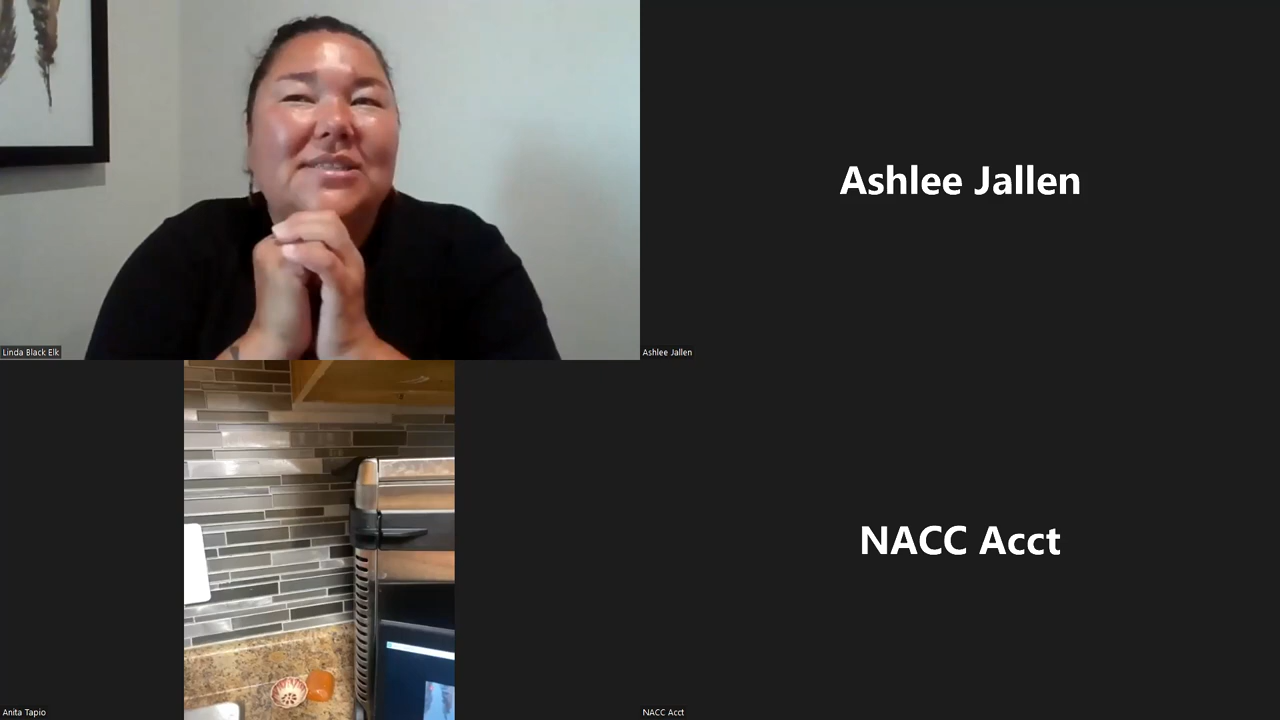 Ashlee Jallen
Linda Black Elk
Ashlee Jallen
NACC Acct
Anita Tapio
NACC Acct